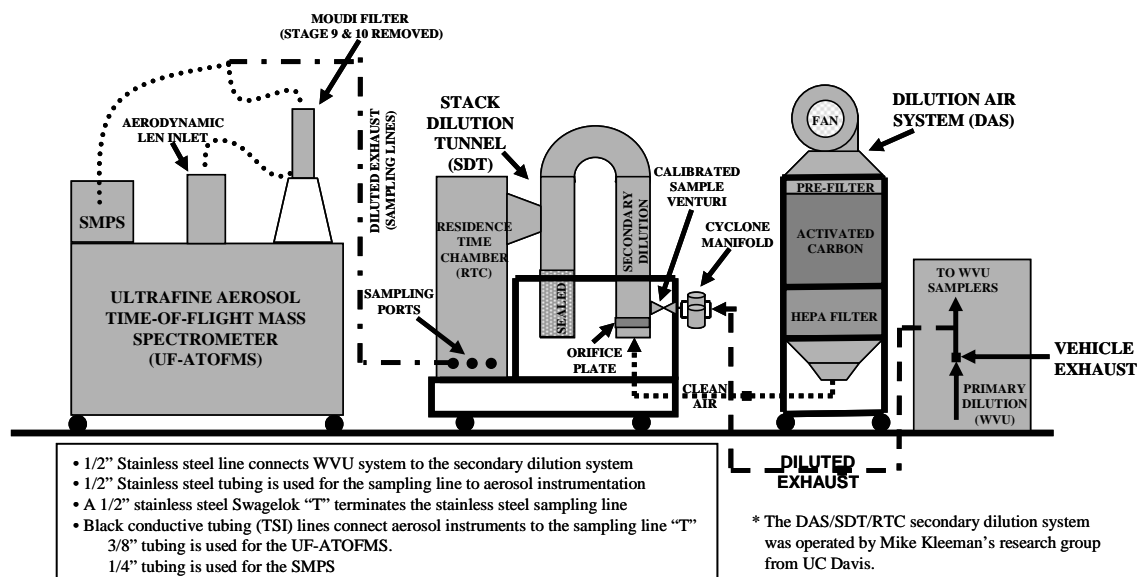 MOUDI FILTER
(STAGE 9 & 10 REMOVED)
AERODYNAMIC
LEN INLET
SMPS
ULTRAFINE AEROSOL
TIME-OF-FLIGHT MASS
SPECTROMETER
(UF-ATOFMS)
DILUTED EXHAUST
(SAMPLING LINES)
STACK
DILUTION
TUNNEL
(SDT)
RESIDENCE
TIME
CHAMBER
(RTC)
SAMPLING
PORTS
SEALED
SECONDARY
DILUTION
ORIFICE
PLATE
CALIBRATED
SAMPLE
VENTURI
CYCLONE
MANIFOLD
CLEAN
AIR
FAN
DILUTION AIR
SYSTEM (DAS)
PRE-FILTER
ACTIVATED
CARBON
HEPA FILTER
TO WVU
SAMPLERS
VEHICLE
EXHAUST
PRIMARY
DILUTION
(WVU)
DILUTED
EXHAUST
• 1/2” Stainless steel line connects WVU system to the secondary dilution system
• 1/2” Stainless steel tubing is used for the sampling line to aerosol instrumentation
• A 1/2” stainless steel Swagelok “T” terminates the stainless steel sampling line
• Black conductive tubing (TSI) lines connect aerosol instruments to the sampling line “T”
3/8” tubing is used for the UF-ATOFMS.
1/4” tubing is used for the SMPS
* The DAS/SDT/RTC secondary dilution system
was operated by Mike Kleeman’s research group
from UC Davis.